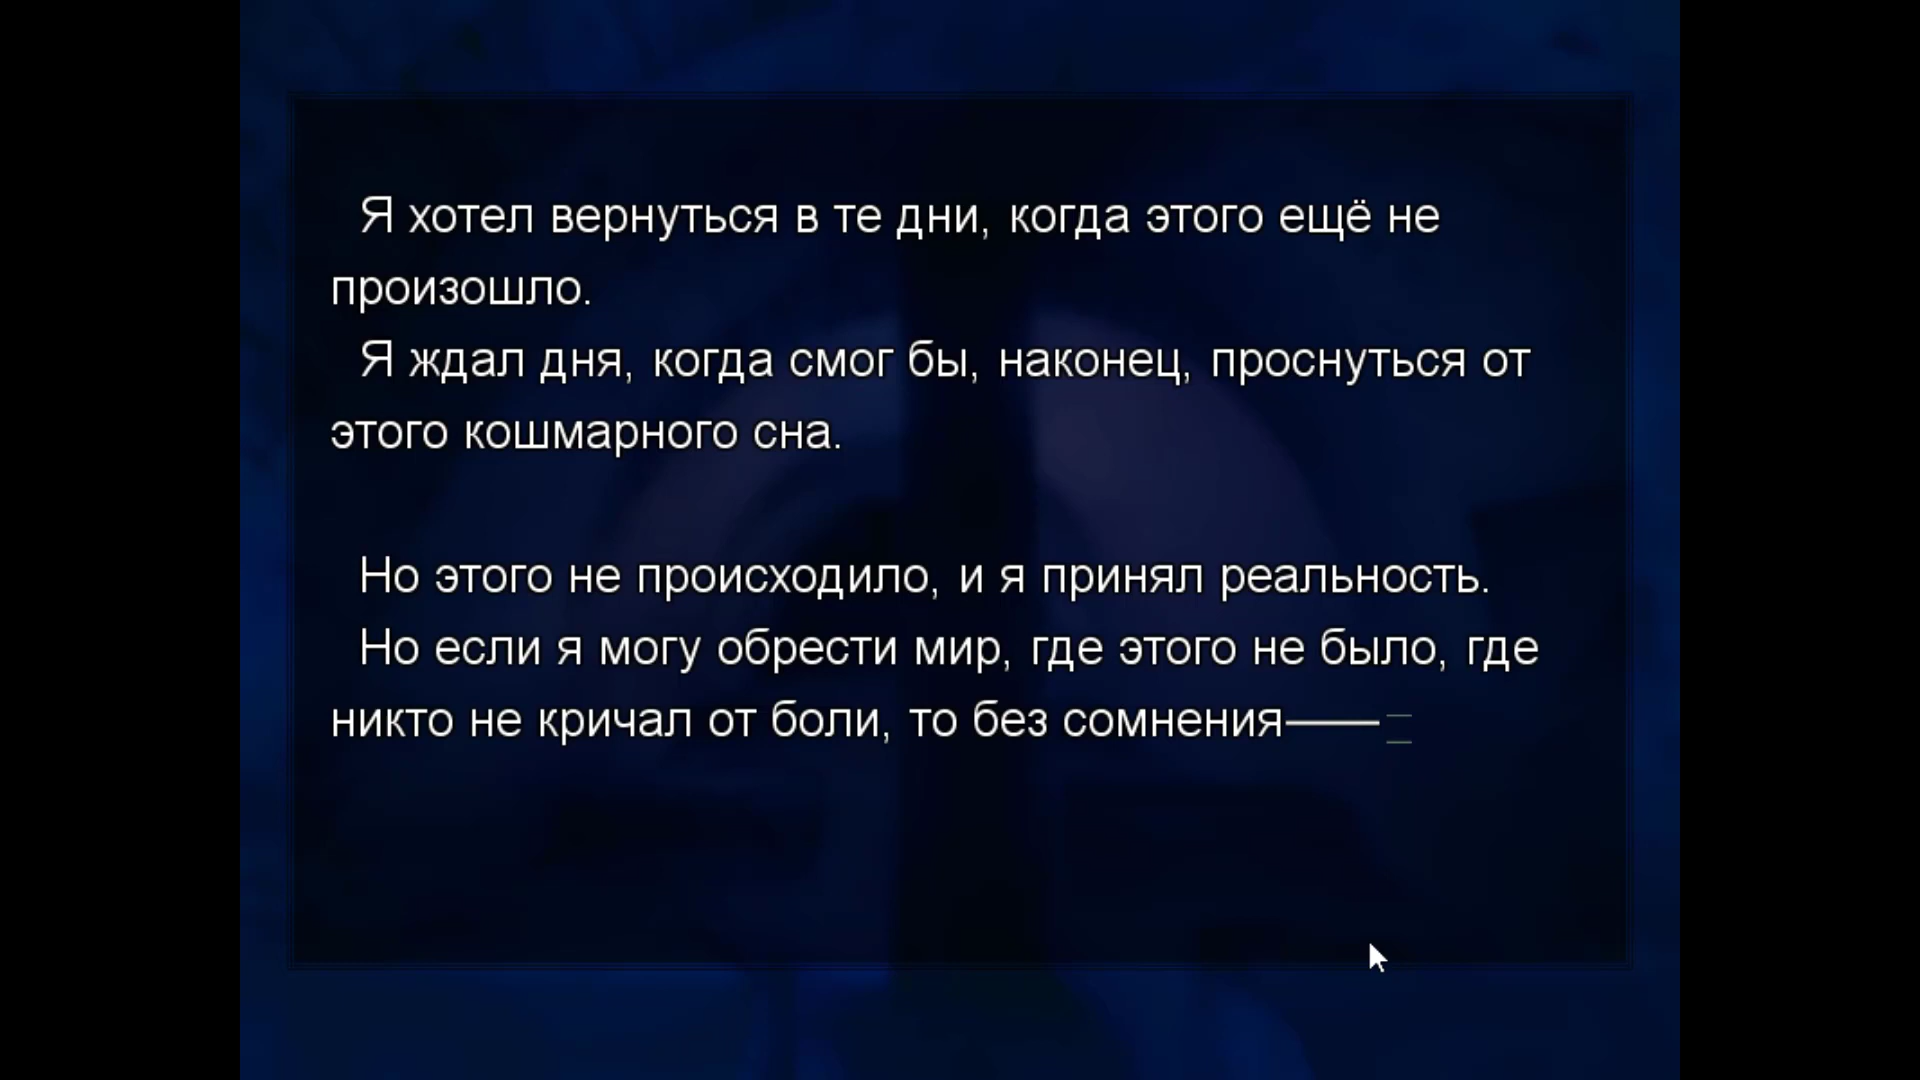 Я хотел вернуться в те дни, когда этого ещё не
произошло.
Я ждал дня, когда смог бы, наконец, проснуться от
этого кошмарного сна.
Но этого не происходило, и я принял реальность.
Но если я могу обрести мир, где этого не было, где
никто не кричал от боли, то без сомнения——